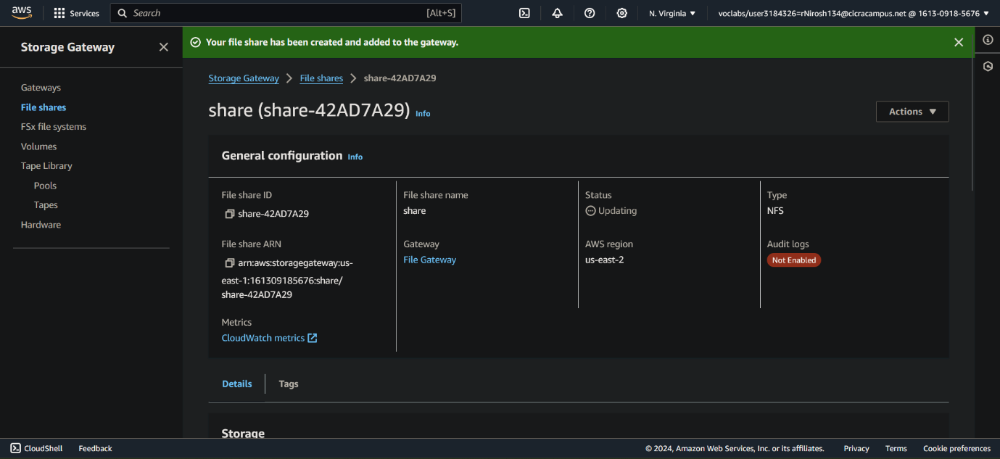 aws
Services
Search
[Alt+S]
N. Virginia ▼
voclabs/user3184326=rNirosh134@cicracampus.net @ 1613-0918-5676 ▼
Storage Gateway
Gateways
File shares
FSx file systems
Volumes
Tape Library
Pools
Tapes
Hardware
Your file share has been created and added to the gateway.
Storage Gateway > File shares > share-42AD7A29
share (share-42AD7A29) Info
Actions ▼
General configuration Info
File share ID
share-42AD7A29
File share ARN
arn:aws:storagegateway:us-
east-1:161309185676:share/
share-42AD7A29
Metrics
CloudWatch metrics
File share name
share
Gateway
File Gateway
Status
Updating
AWS region
us-east-2
Type
NFS
Audit logs
Not Enabled
Details
Tags
Storage
CloudShell
Feedback
© 2024, Amazon Web Services, Inc. or its affiliates.
Privacy
Terms
Cookie preferences